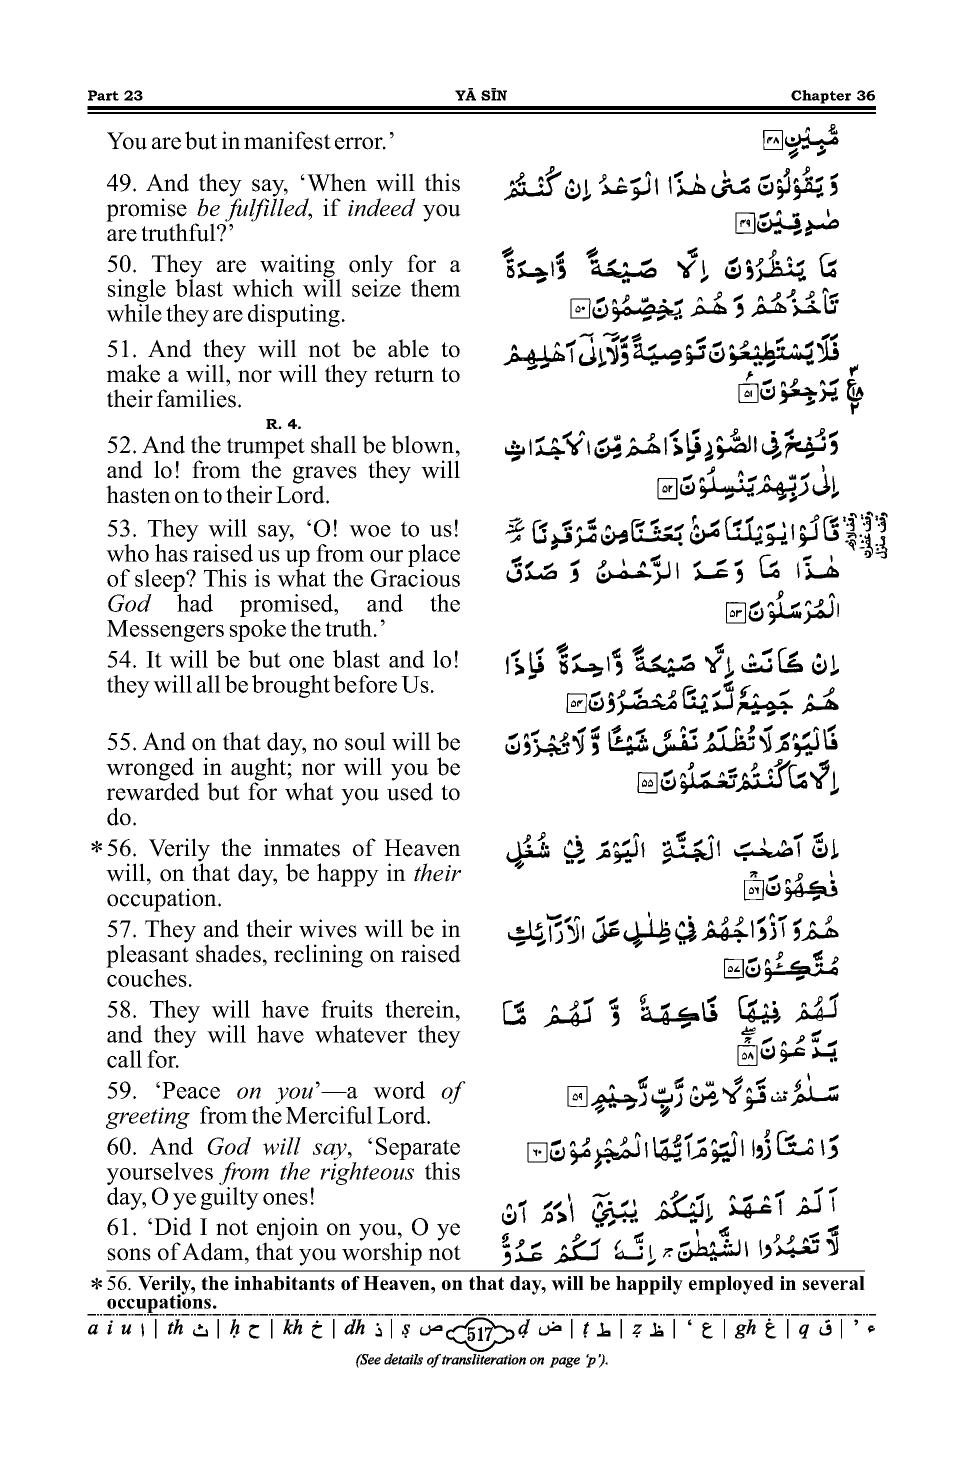 Part 23 YĀ SĪN Chapter 36
You are but in manifest error.’
49. And they say, ‘When will this
promise be fulfilled, if indeed you
are truthful?’
50. They are waiting only for a
single blast which will seize them
while they are disputing.
51. And they will not be able to
make a will, nor will they return to
their families.
R. 4.
52. And the trumpet shall be blown,
and lo! from the graves they will
hasten on to their Lord.
53. They will say, ‘O! woe to us!
who has raised us up from our place
of sleep? This is what the Gracious
God had promised, and the
Messengers spoke the truth.’
54. It will be but one blast and lo!
they will all be brought before Us.
55. And on that day, no soul will be
wronged in aught; nor will you be
rewarded but for what you used to
do.
*56. Verily the inmates of Heaven
will, on that day, be happy in their
occupation.
57. They and their wives will be in
pleasant shades, reclining on raised
couches.
58. They will have fruits therein,
and they will have whatever they
call for.
59. ‘Peace on you’—a word of
greeting from the Merciful Lord.
60. And God will say, ‘Separate
yourselves from the righteous this
day, O ye guilty ones!
61. ‘Did I not enjoin on you, O ye
sons of Adam, that you worship not
مُّبِيْنٍ ۴۸
وَ يَقُوْلُوْنَ مَتٰى هٰذَا الْوَعْدُ اِنْ كُنْتُمْ
صٰدِقِيْنَ ۴۹
مَا يَنْظُرُوْنَ اِلَّا صَيْحَةً وَّاحِدَةً
تَاْخُذُهُمْ وَ هُمْ يَخِصِّمُوْنَ ۵۰
فَلَا يَسْتَطِيْعُوْنَ تَوْصِيَةً وَّلَاۤ اِلٰۤى اَهْلِهِمْ
يَرْجِعُوْنَ ۵۱
وَ نُفِخَ فِى الصُّوْرِ فَاِذَا هُمْ مِّنَ الْاَجْدَاثِ
اِلٰى رَبِّهِمْ يَنْسِلُوْنَ ۵۲
قَالُوْا يٰوَيْلَنَا مَنْۢ بَعَثَنَا مِنْ مَّرْقَدِنَا
هٰذَا مَا وَعَدَ الرَّحْمٰنُ وَ صَدَقَ
الْمُرْسَلُوْنَ ۵۳
اِنْ كَانَتْ اِلَّا صَيْحَةً وَّاحِدَةً فَاِذَا
هُمْ جَمِيْعٌ لَّدَيْنَا مُحْضَرُوْنَ ۵۴
فَالْيَوْمَ لَا تُظْلَمُ نَفْسٌ شَيْـًٔا وَّ لَا تُجْزَوْنَ
اِلَّا مَا كُنْتُمْ تَعْمَلُوْنَ ۵۵
اِنَّ اَصْحٰبَ الْجَنَّةِ الْيَوْمَ فِيْ شُغُلٍ
فٰكِهُوْنَ ۵۶
هُمْ وَ اَزْوَاجُهُمْ فِيْ ظِلٰلٍ عَلَى الْاَرَآئِكِ
مُتَّكِـُٔوْنَ ۵۷
لَهُمْ فِيْهَا فَاكِهَةٌ وَّ لَهُمْ مَّا
يَدَّعُوْنَ ۵۸
سَلٰمٌ قَوْلًا مِّنْ رَّبٍّ رَّحِيْمٍ ۵۹
وَ امْتَازُوا الْيَوْمَ اَيُّهَا الْمُجْرِمُوْنَ ۶۰
اَلَمْ اَعْهَدْ اِلَيْكُمْ يٰبَنِيْۤ اٰدَمَ اَنْ
لَّا تَعْبُدُوا الشَّيْطٰنَ ۚ اِنَّهٗ لَكُمْ عَدُوٌّ
*56. Verily, the inhabitants of Heaven, on that day, will be happily employed in several
occupations.
a i u ا | th ث | ḥ ح | kh خ | dh ذ | ṣ ص 517 ḍ ض | ṭ ط | ẓ ظ | ‘ ع | gh غ | q ق | ’ ء
(See details of transliteration on page ‘p’).